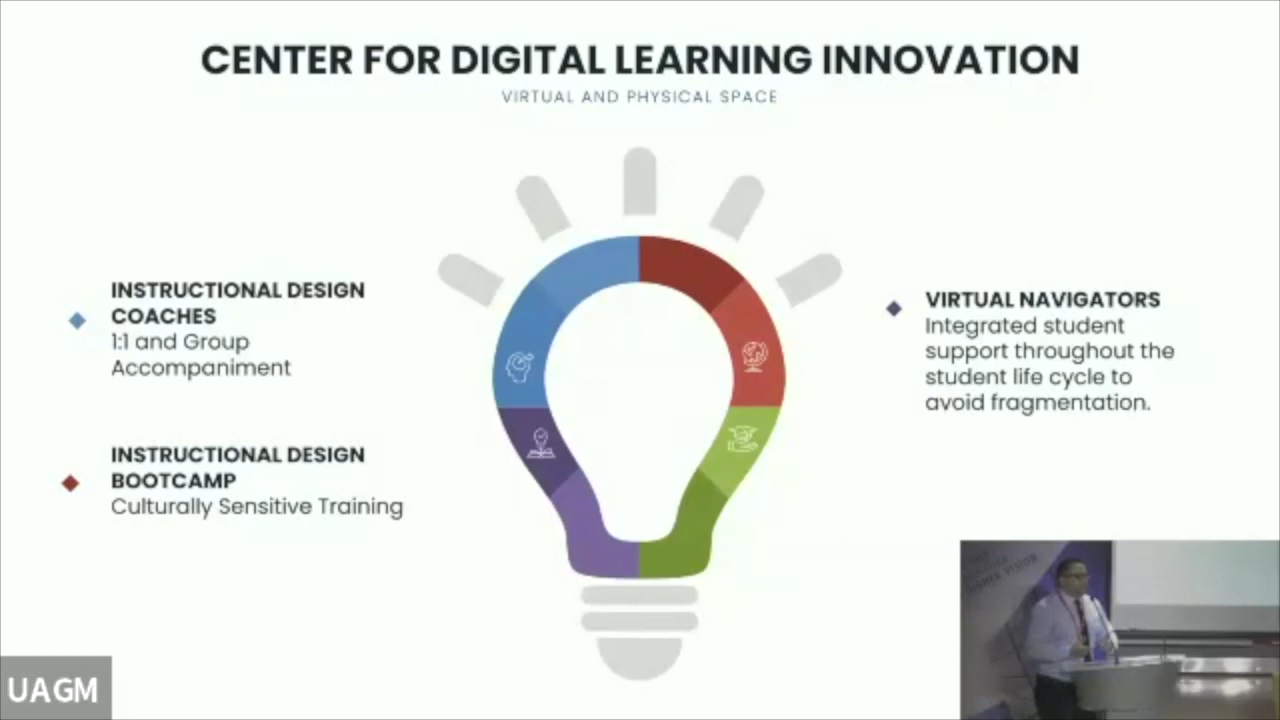 CENTER FOR DIGITAL LEARNING INNOVATION
VIRTUAL AND PHYSICAL SPACE
INSTRUCTIONAL DESIGN
COACHES
1:1 and Group
Accompaniment
INSTRUCTIONAL DESIGN
BOOTCAMP
Culturally Sensitive Training
VIRTUAL NAVIGATORS
Integrated student
support throughout the
student life cycle to
avoid fragmentation.
UAGM